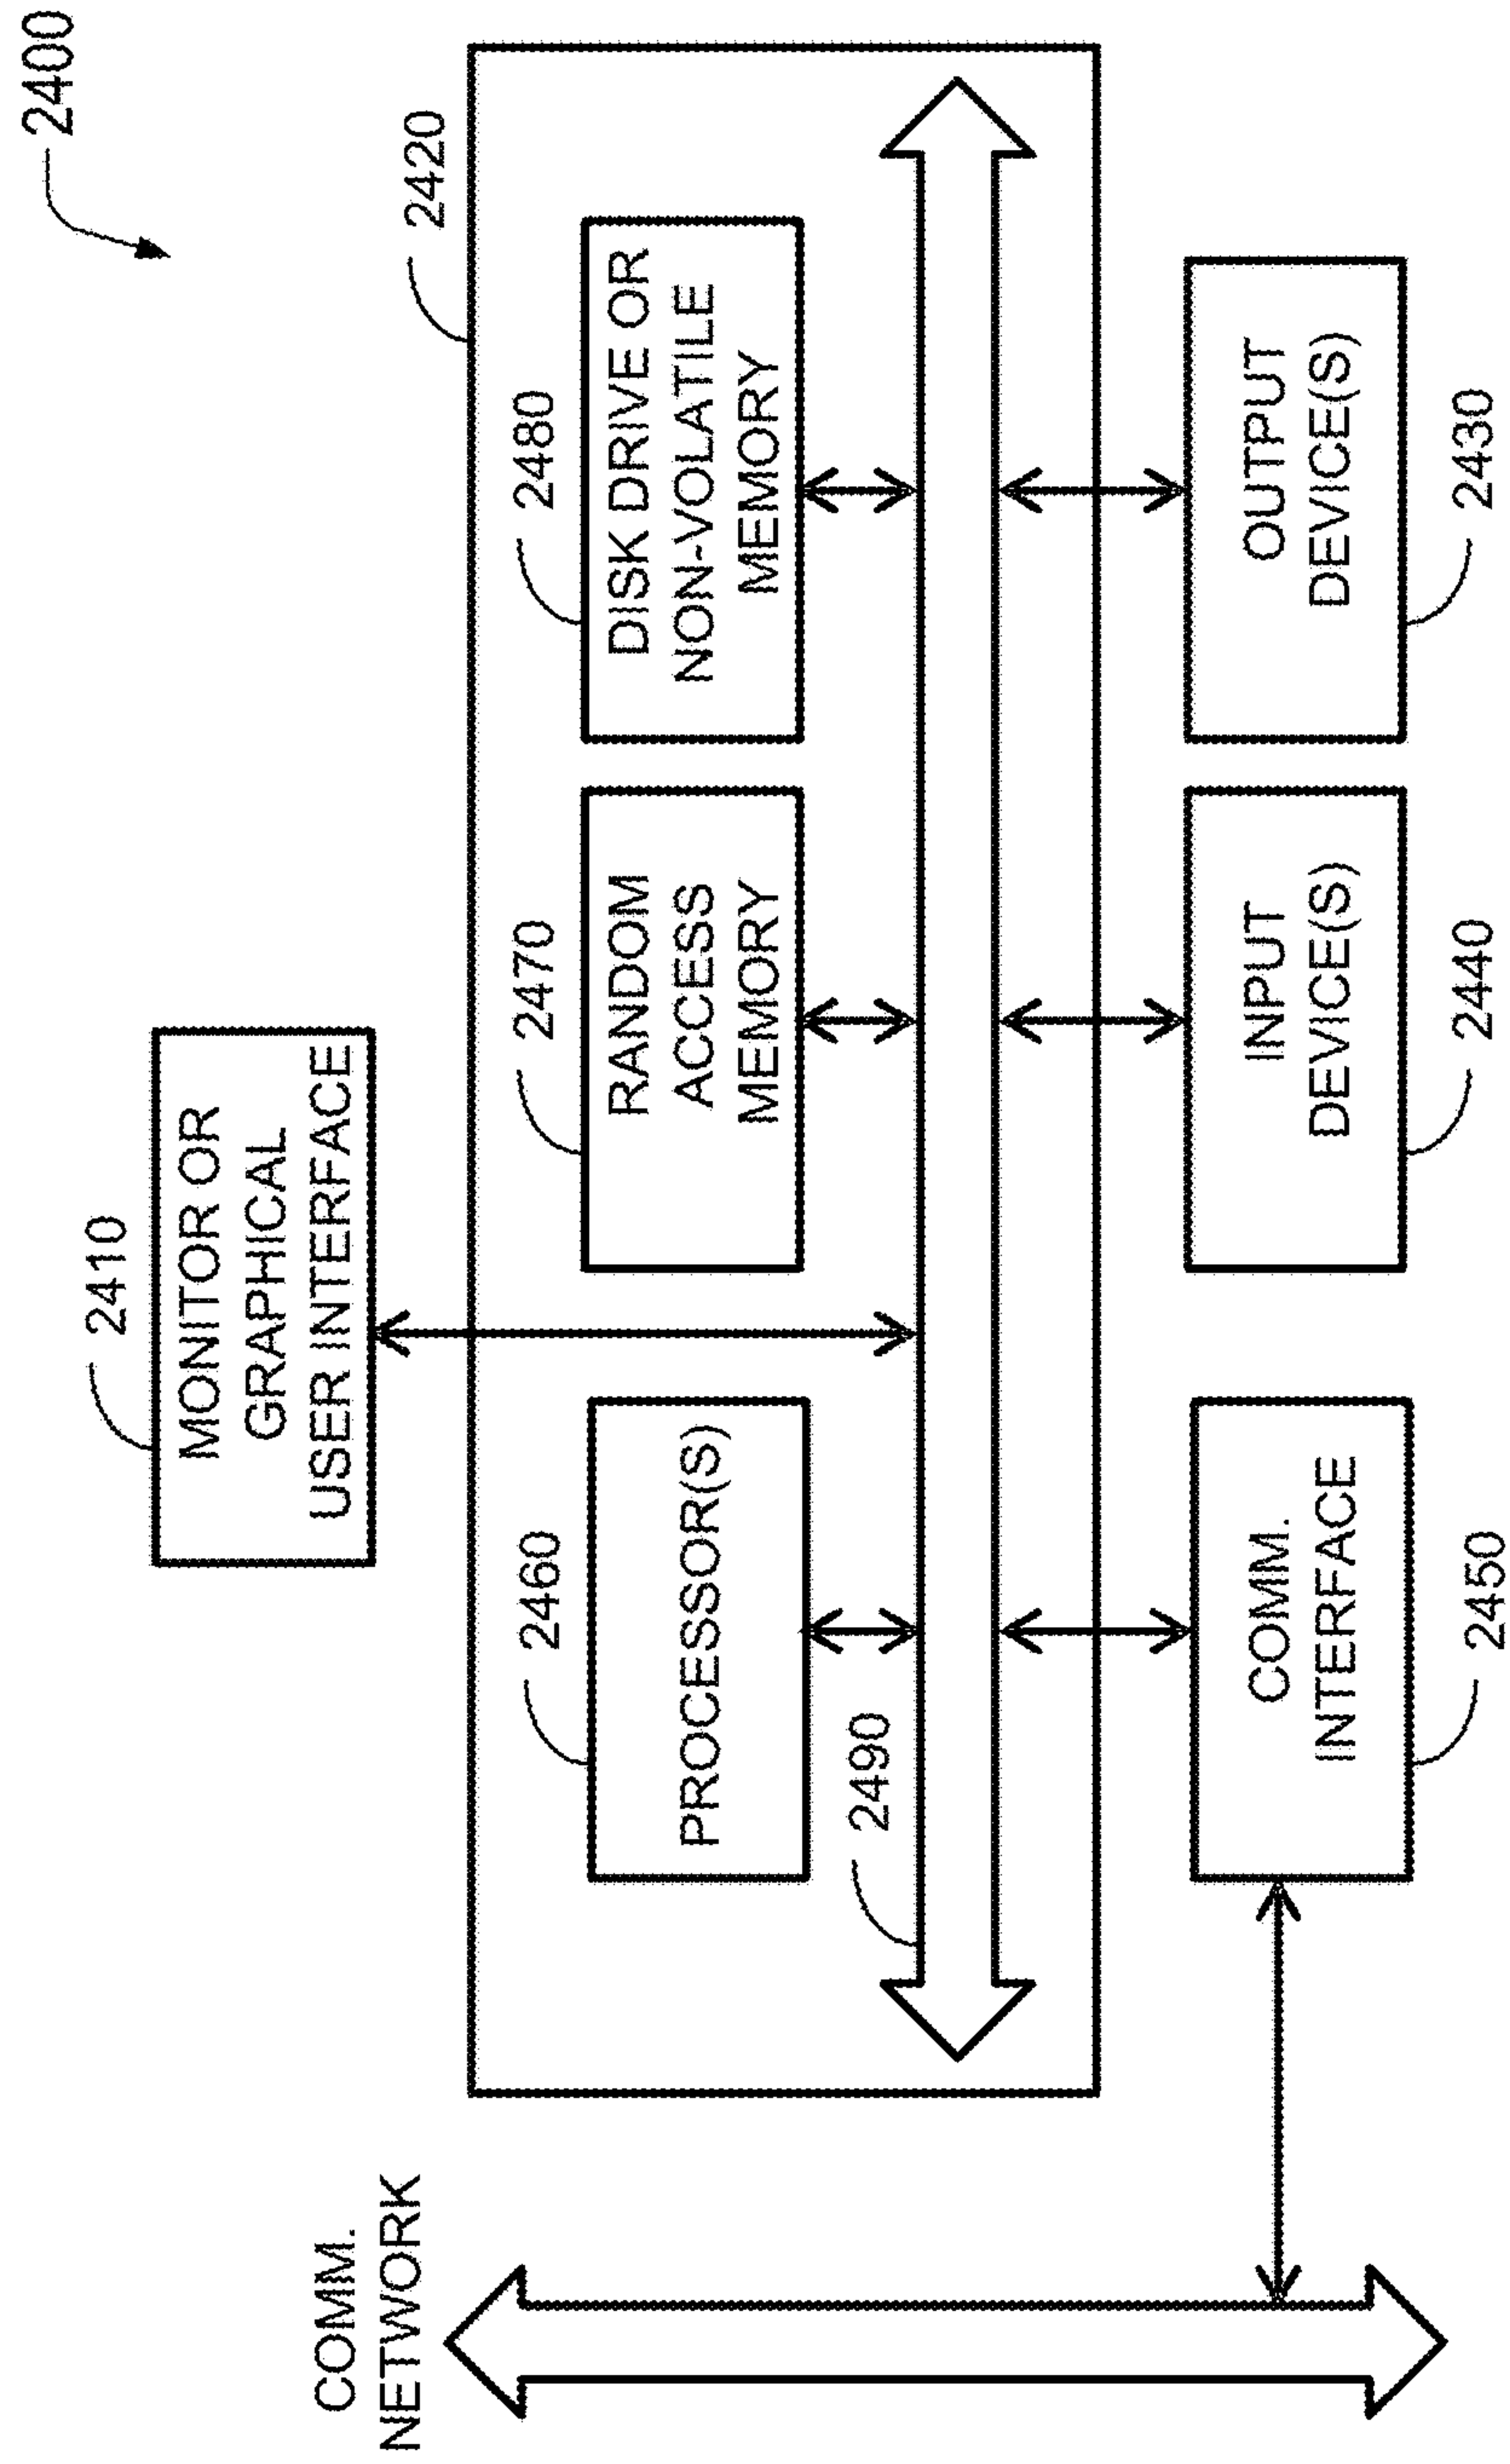 2400
2410
MONITOR OR
GRAPHICAL
USER INTERFACE
2420
COMM.
NETWORK
2460
PROCESSOR(S)
2470
RANDOM
ACCESS
MEMORY
2480
DISK DRIVE OR
NON-VOLATILE
MEMORY
2490
COMM.
INTERFACE
2450
INPUT
DEVICE(S)
2440
OUTPUT
DEVICE(S)
2430